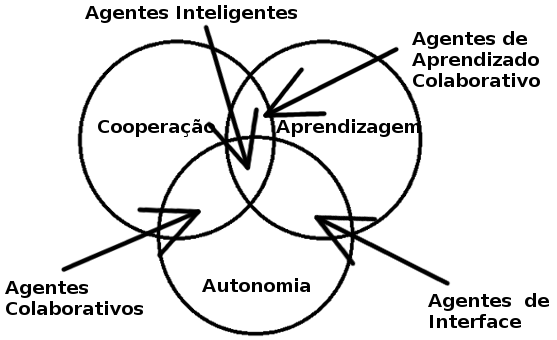 Agentes Inteligentes
Agentes de
Aprendizado
Colaborativo
Cooperação
Aprendizagem
Agentes
Colaborativos
Autonomia
Agentes de
Interface